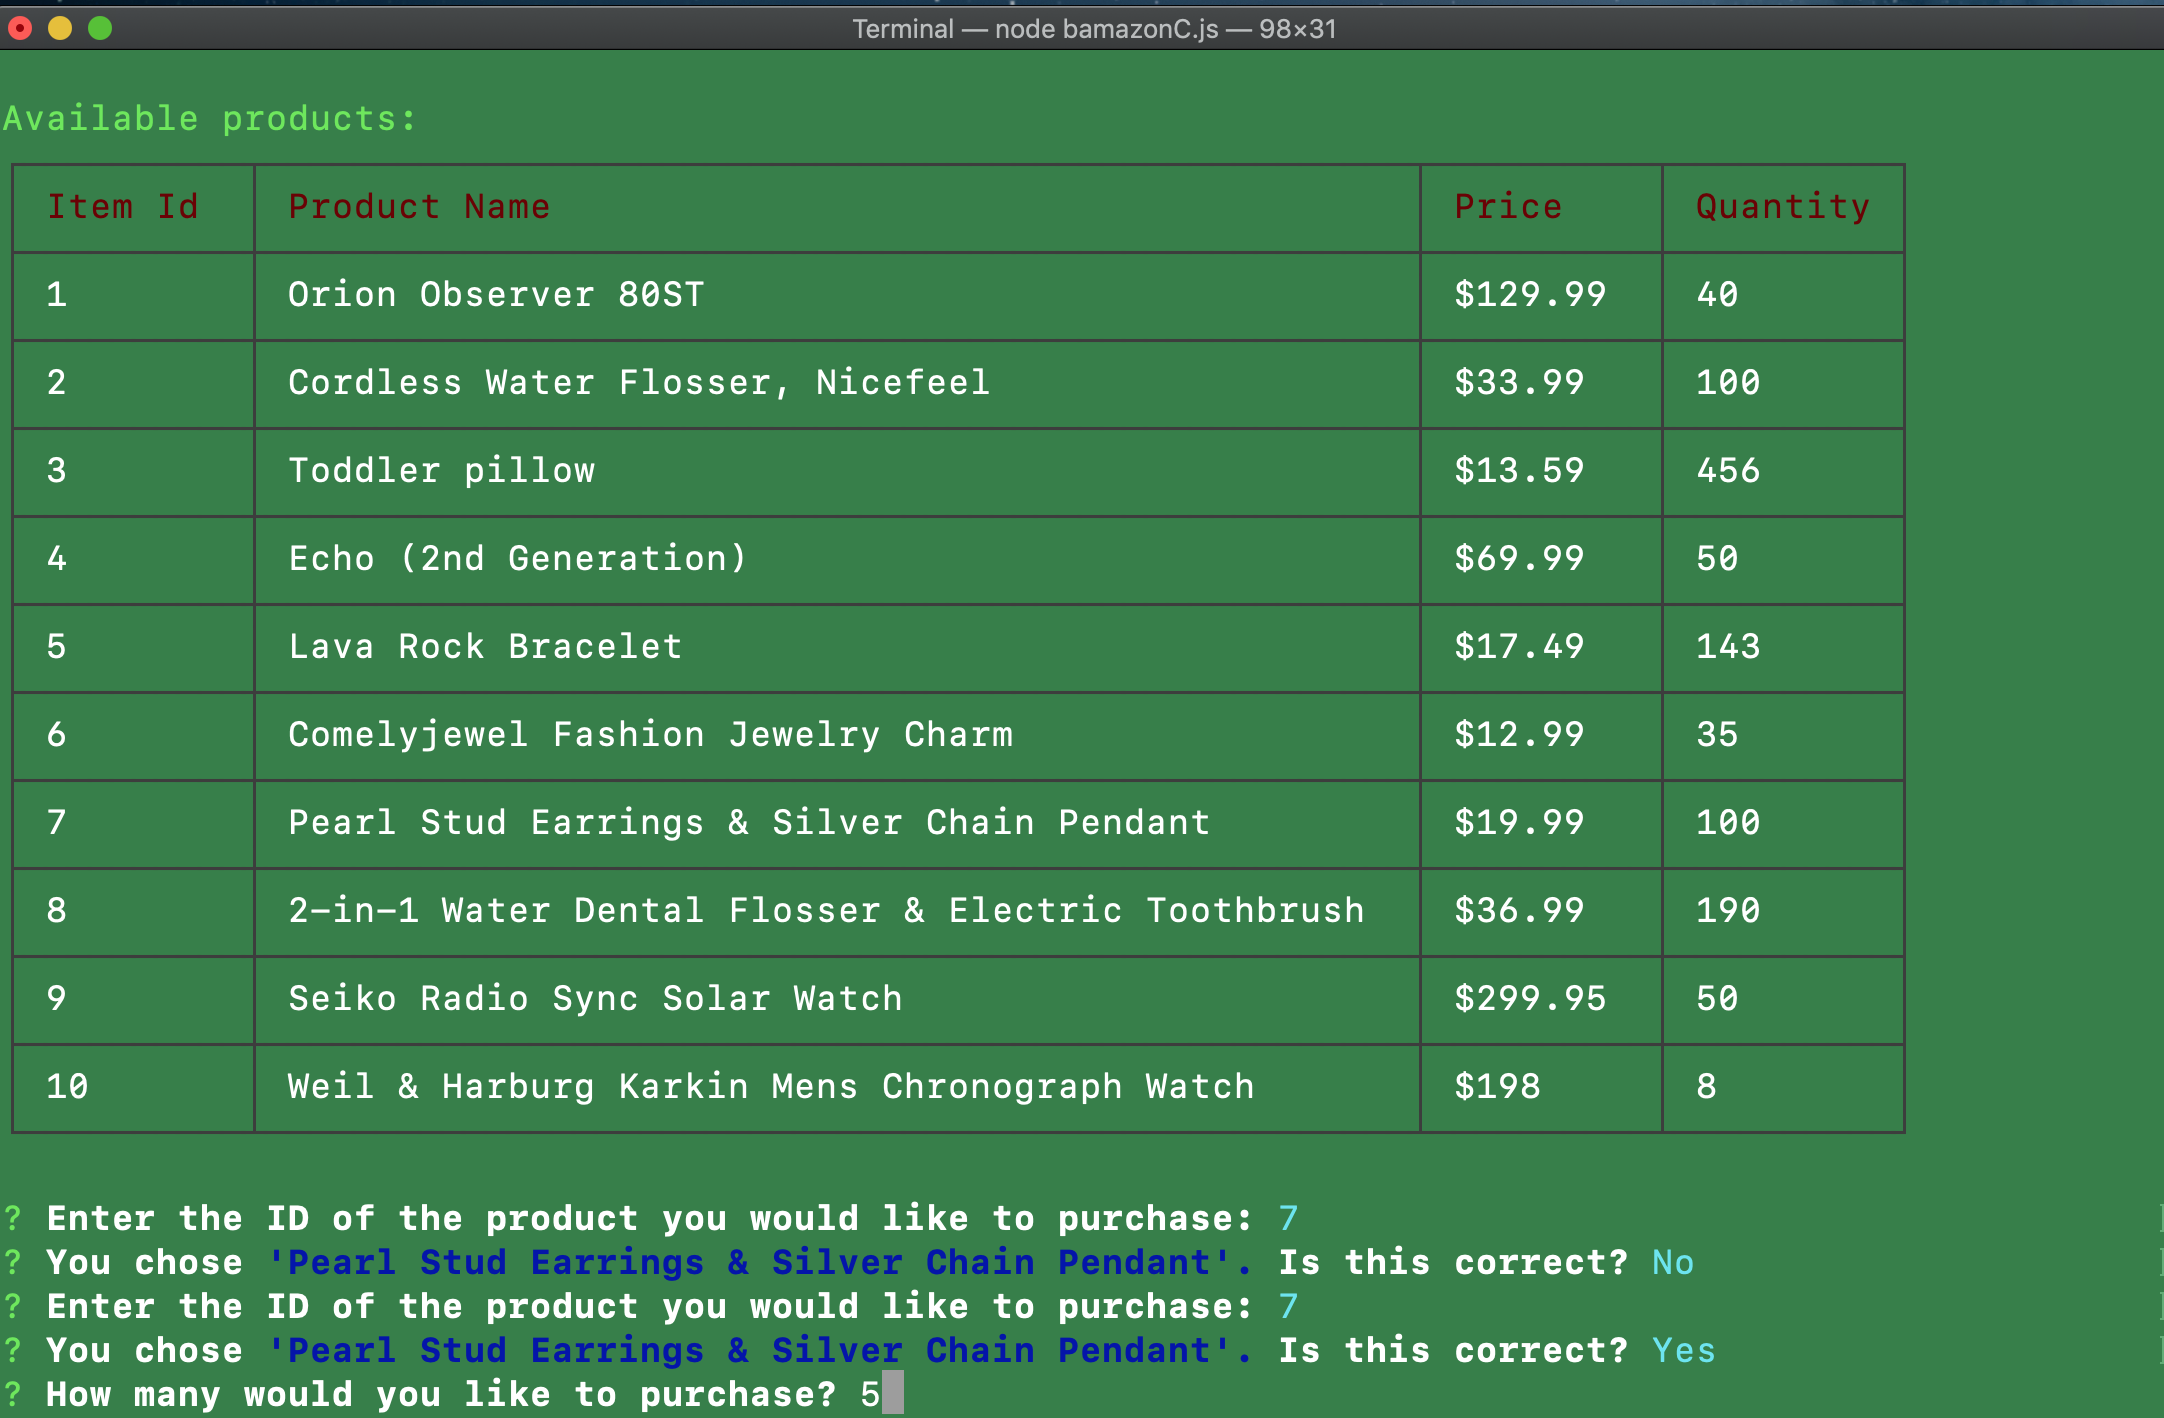 Terminal — node bamazonC.js — 98×31
Available products:
Item Id Product Name Price Quantity
1 Orion Observer 80ST $129.99 40
2 Cordless Water Flosser, Nicefeel $33.99 100
3 Toddler pillow $13.59 456
4 Echo (2nd Generation) $69.99 50
5 Lava Rock Bracelet $17.49 143
6 Comelyjewel Fashion Jewelry Charm $12.99 35
7 Pearl Stud Earrings & Silver Chain Pendant $19.99 100
8 2-in-1 Water Dental Flosser & Electric Toothbrush $36.99 190
9 Seiko Radio Sync Solar Watch $299.95 50
10 Weil & Harburg Karkin Mens Chronograph Watch $198 8
? Enter the ID of the product you would like to purchase: 7
? You chose 'Pearl Stud Earrings & Silver Chain Pendant'. Is this correct? No
? Enter the ID of the product you would like to purchase: 7
? You chose 'Pearl Stud Earrings & Silver Chain Pendant'. Is this correct? Yes
? How many would you like to purchase? 5